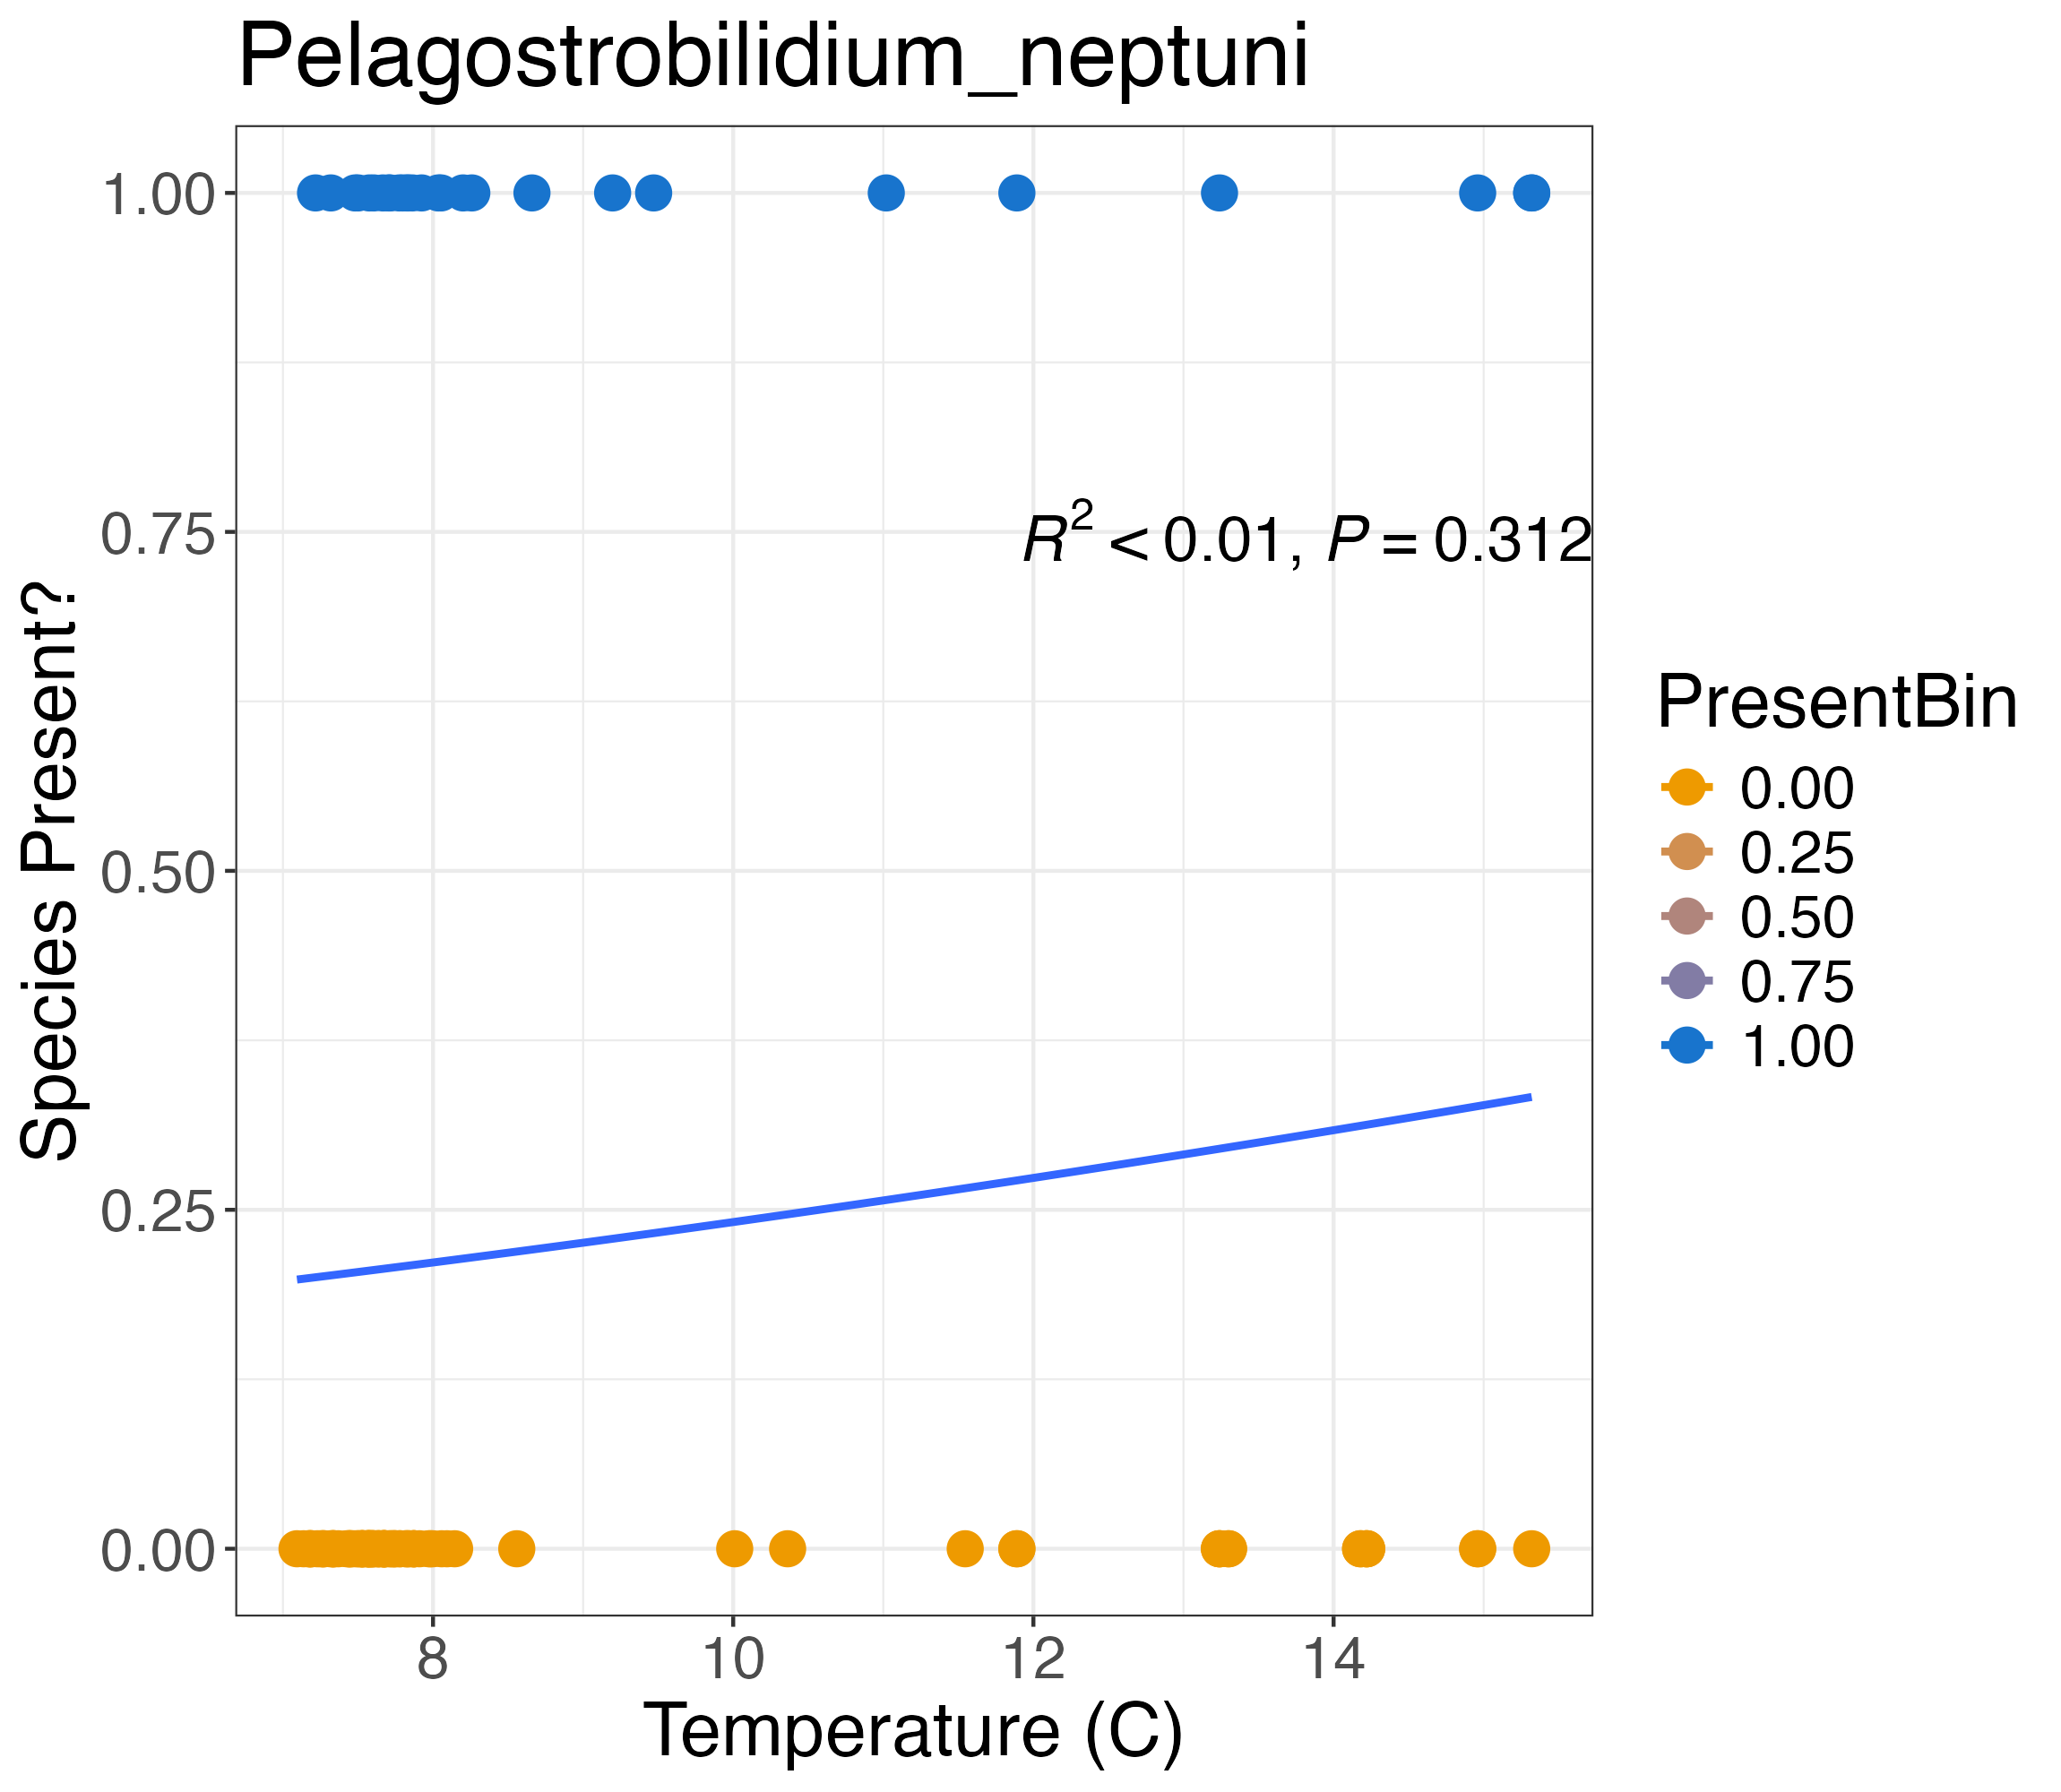 Pelagostrobilidium_neptuni
1.00
0.75
0.50
0.25
0.00
Species Present?
R² < 0.01, P = 0.312
8 10 12 14
Temperature (C)
PresentBin
0.00
0.25
0.50
0.75
1.00